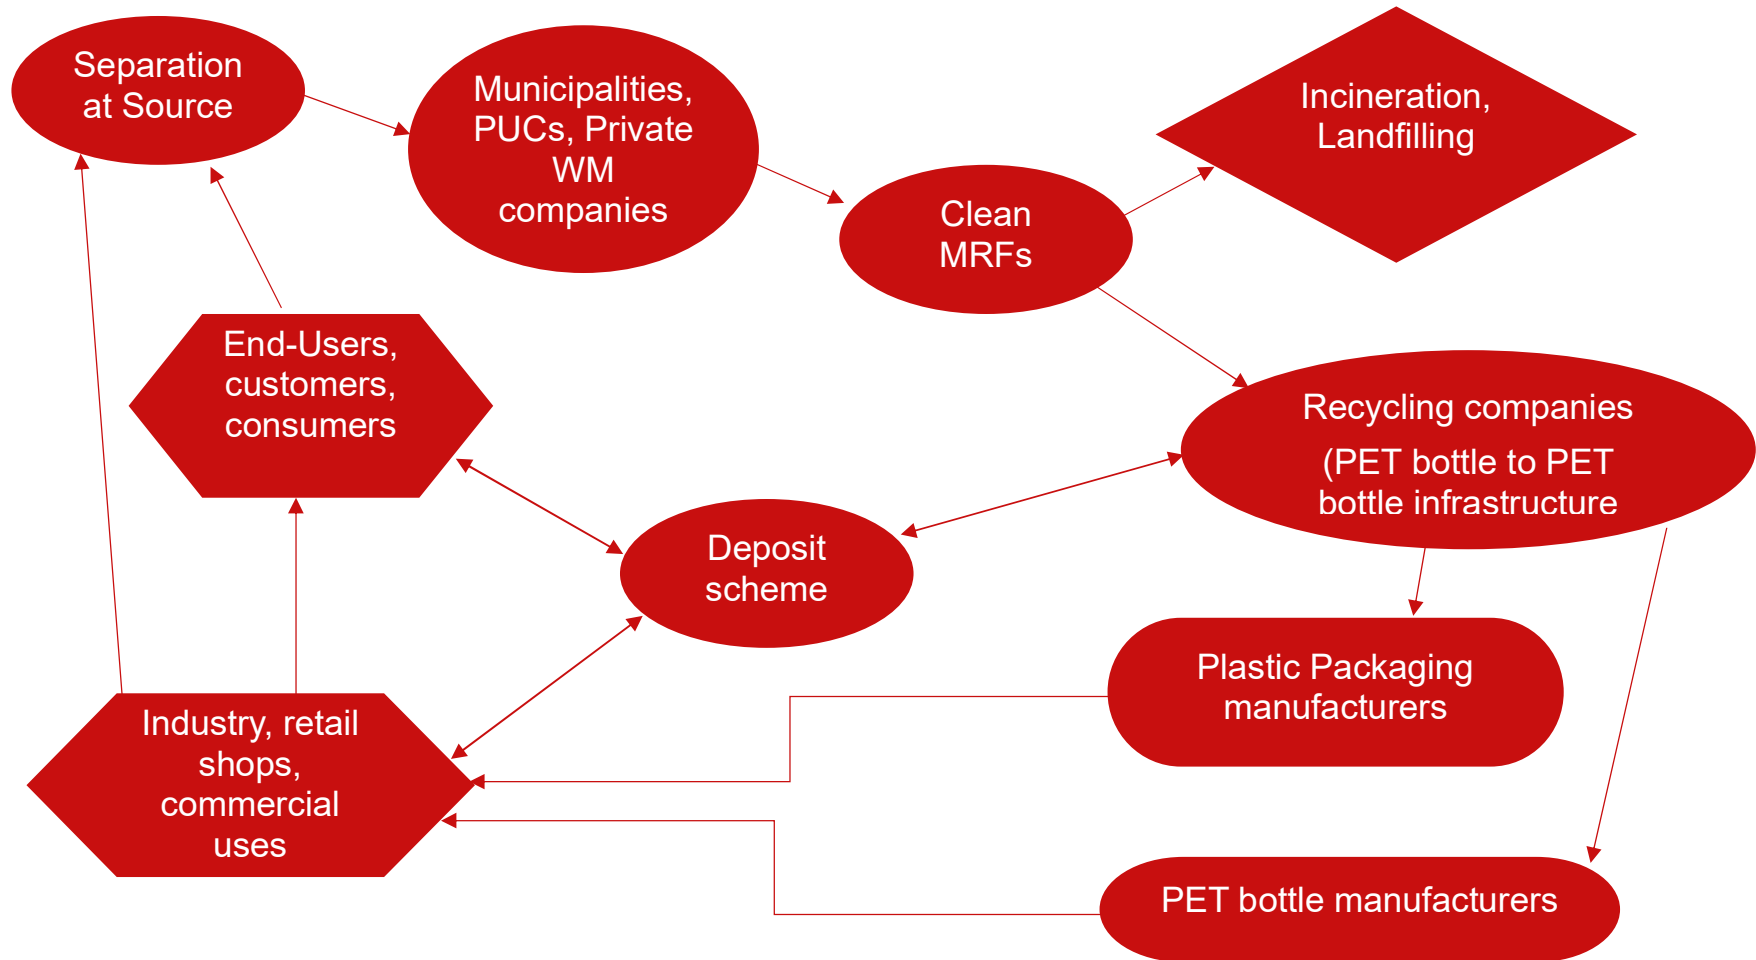 Separation
at Source
Municipalities,
PUCs, Private
WM
companies
Incineration,
Landfilling
Clean
MRFs
End-Users,
customers,
consumers
Recycling companies
(PET bottle to PET
bottle infrastructure
Deposit
scheme
Plastic Packaging
manufacturers
Industry, retail
shops,
commercial
uses
PET bottle manufacturers